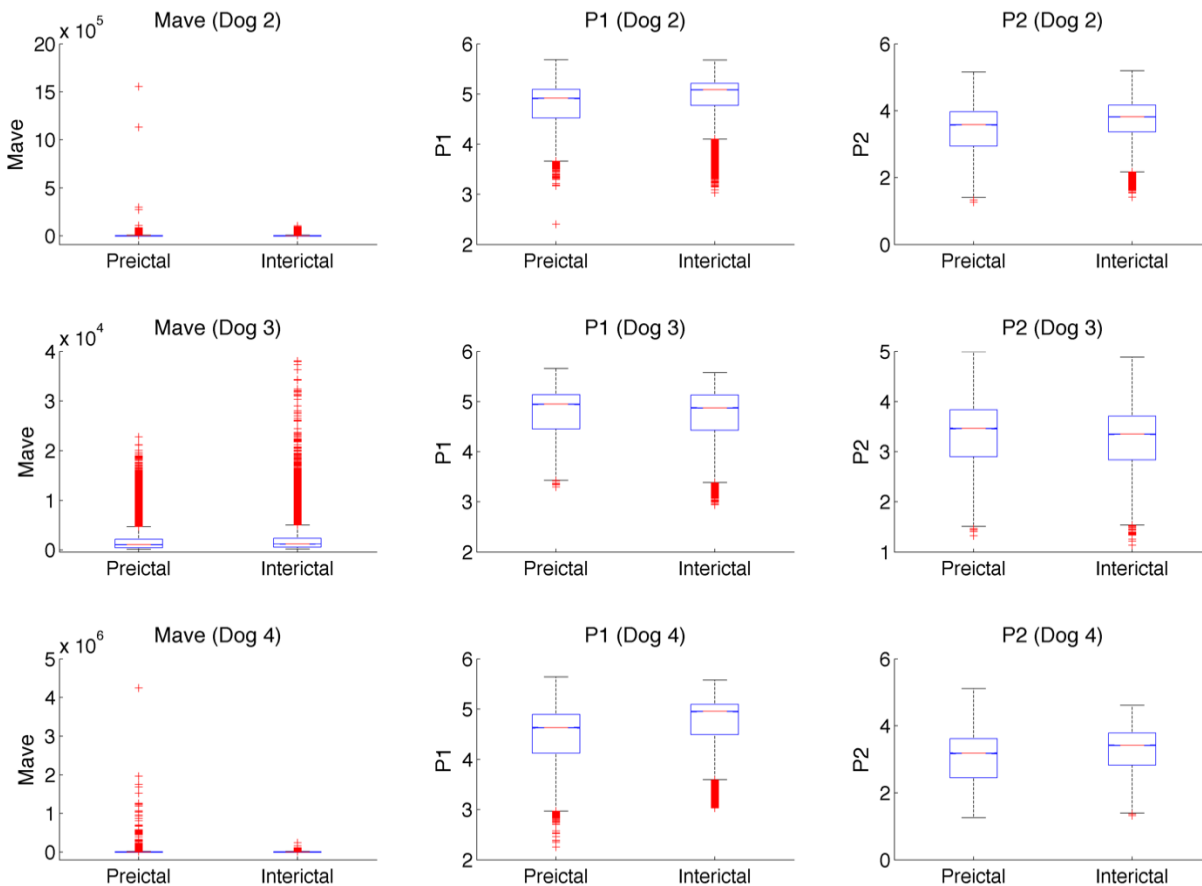 Mave (Dog 2) P1 (Dog 2) P2 (Dog 2)
x 10^5
20 6 6
15 5 4
10 4 2
5 3 0
0 2
Mave P1 P2
Preictal Interictal Preictal Interictal Preictal Interictal
Mave (Dog 3) P1 (Dog 3) P2 (Dog 3)
x 10^4
4 6 5
3 5 4
2 4 3
1 3 2
0 2 1
Mave P1 P2
Preictal Interictal Preictal Interictal Preictal Interictal
Mave (Dog 4) P1 (Dog 4) P2 (Dog 4)
x 10^6
5 6 6
4 5 4
3 4 2
2 3 0
1 2
0
Mave P1 P2
Preictal Interictal Preictal Interictal Preictal Interictal